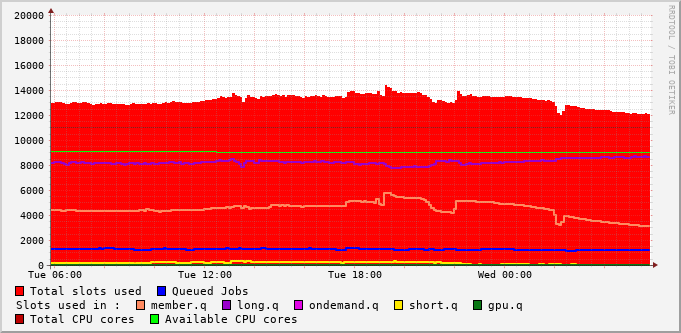 20000
18000
16000
14000
12000
10000
8000
6000
4000
2000
0
Tue 06:00 Tue 12:00 Tue 18:00 Wed 00:00
RRDTOOL / TOBI OETIKER
Total slots used Queued Jobs
Slots used in : member.q long.q ondemand.q short.q gpu.q
Total CPU cores Available CPU cores